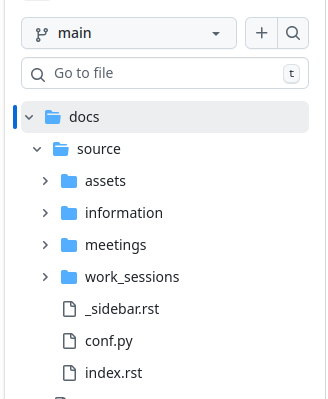 main
Go to file
t
docs
source
assets
information
meetings
work_sessions
_sidebar.rst
conf.py
index.rst